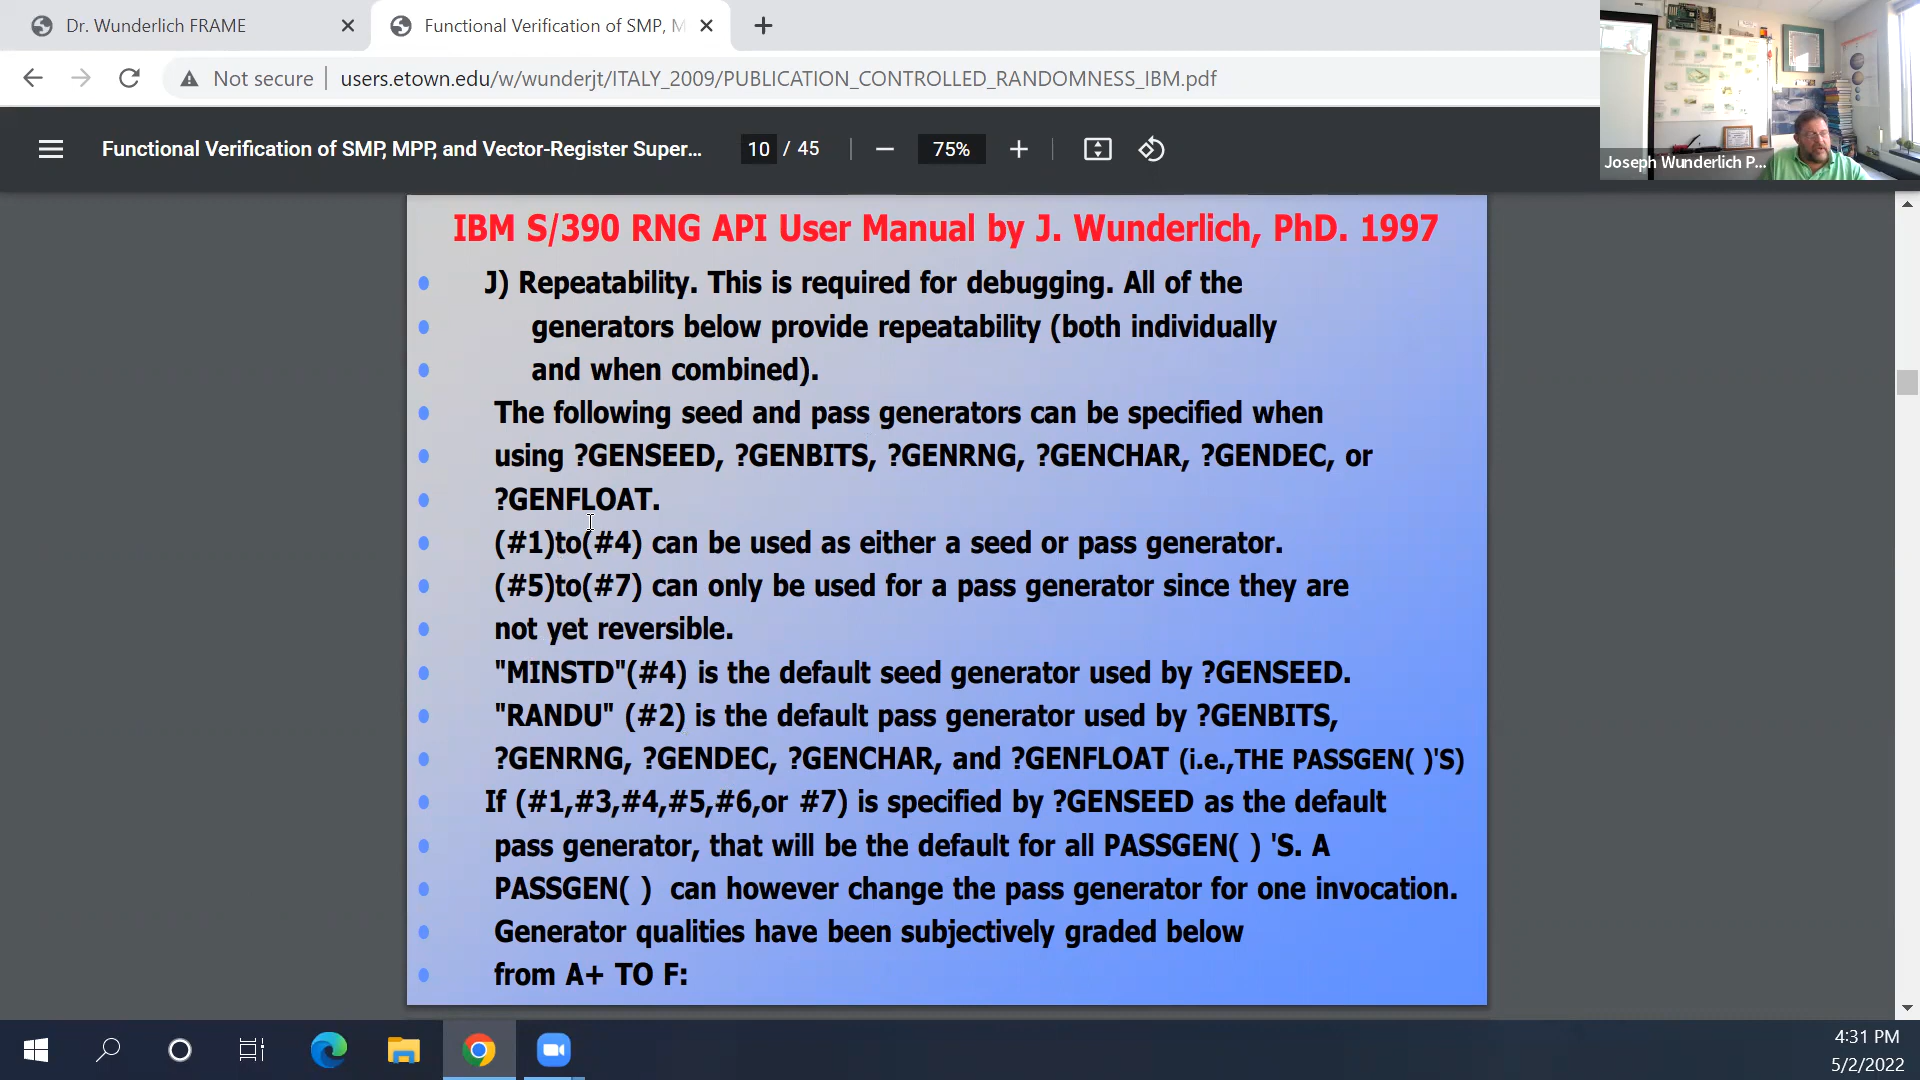 Dr. Wunderlich FRAME
Functional Verification of SMP, M
Not secure
users.etown.edu/w/wunderjt/ITALY_2009/PUBLICATION_CONTROLLED_RANDOMNESS_IBM.pdf
Functional Verification of SMP, MPP, and Vector-Register Super...
10 / 45
75%
Joseph Wunderlich P...
IBM S/390 RNG API User Manual by J. Wunderlich, PhD. 1997
J) Repeatability. This is required for debugging. All of the
generators below provide repeatability (both individually
and when combined).
The following seed and pass generators can be specified when
using ?GENSEED, ?GENBITS, ?GENRNG, ?GENCHAR, ?GENDEC, or
?GENFLOAT.
(#1)to(#4) can be used as either a seed or pass generator.
(#5)to(#7) can only be used for a pass generator since they are
not yet reversible.
"MINSTD"(#4) is the default seed generator used by ?GENSEED.
"RANDU" (#2) is the default pass generator used by ?GENBITS,
?GENRNG, ?GENDEC, ?GENCHAR, and ?GENFLOAT (i.e.,THE PASSGEN( )'S)
If (#1,#3,#4,#5,#6,or #7) is specified by ?GENSEED as the default
pass generator, that will be the default for all PASSGEN( ) 'S. A
PASSGEN( ) can however change the pass generator for one invocation.
Generator qualities have been subjectively graded below
from A+ TO F:
4:31 PM
5/2/2022